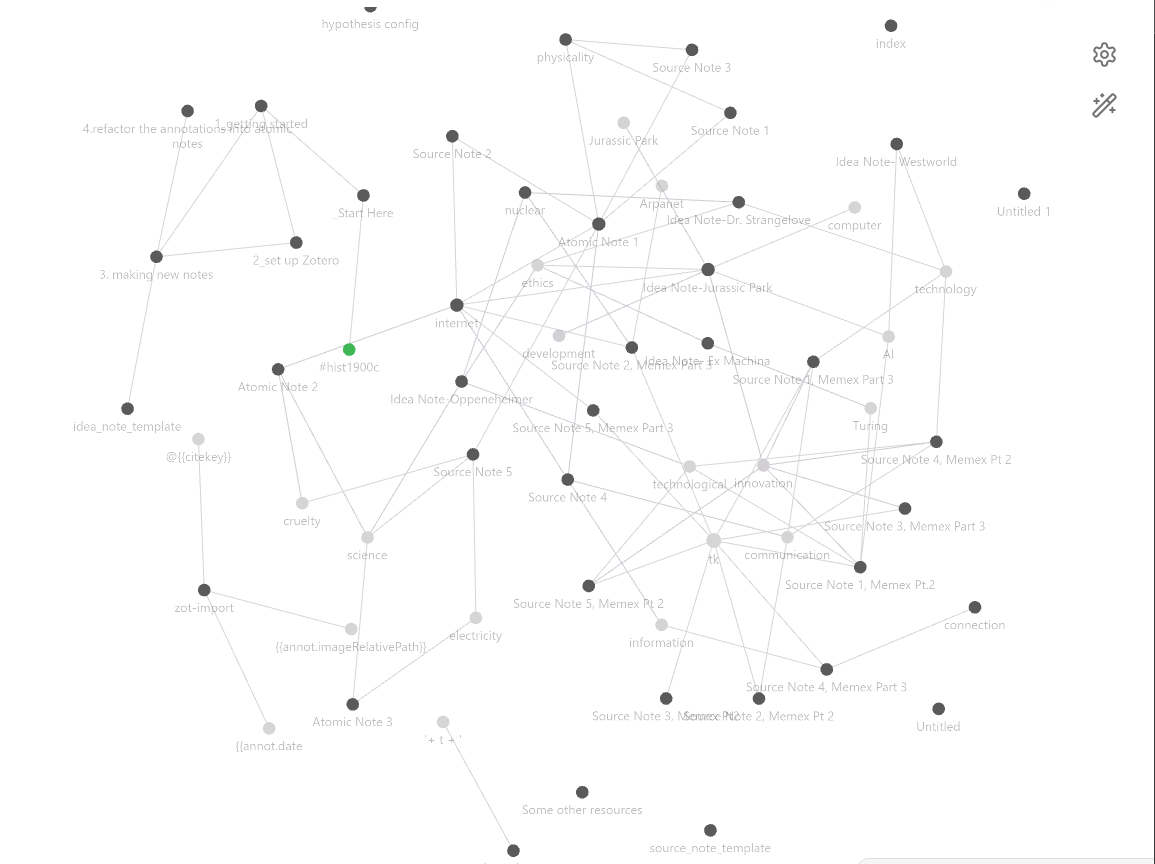 hypothesis config
index
physicality
Source Note 3
1_getting started
4.refactor the annotations into atomic
notes
Source Note 1
Jurassic Park
Source Note 2
Idea Note- Westworld
Arpanet
nuclear
_Start Here
Untitled 1
Idea Note-Dr. Strangelove
computer
Atomic Note 1
2_set up Zotero
3. making new notes
ethics
Idea Note-Jurassic Park
technology
internet
development
AI
Idea Note- Ex Machina
Source Note 2, Memex Part 3
#hist1900c
Source Note 1, Memex Part 3
Atomic Note 2
Idea Note-Oppeneheimer
idea_note_template
Turing
Source Note 5, Memex Part 3
@{{citekey}}
Source Note 4, Memex Pt 2
Source Note 5
technological
innovation
Source Note 4
cruelty
Source Note 3, Memex Part 3
science
communication
tk
Source Note 1, Memex Pt.2
Source Note 5, Memex Pt 2
zot-import
connection
electricity
information
{{annot.imageRelativePath}}
Source Note 4, Memex Part 3
Source Note 3, Memex Pt2
Source Note 2, Memex Pt 2
Atomic Note 3
Untitled
'+ t + '
{{annot.date
Some other resources
source_note_template